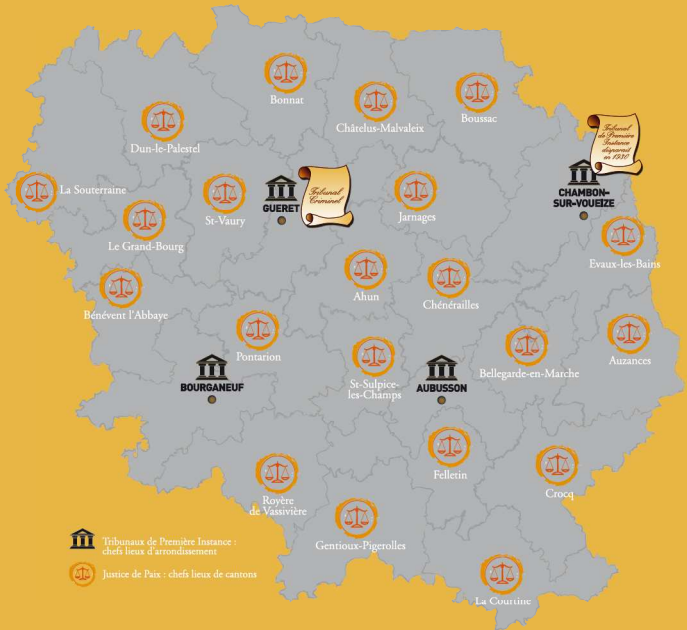 Bonnat
Châtelus-Malvaleix
Boussac
Dun-le-Palestel
Tribunal
de Première
Instance
disparait
en 1930
La Souterraine
St-Vaury
GUERET
Tribunal
Criminel
Jarnages
CHAMBON-
SUR-VOUEIZE
Le Grand-Bourg
Evaux-les-Bains
Ahun
Chénérailles
Bénévent l'Abbaye
Pontarion
St-Sulpice-
les-Champs
Bellegarde-en-Marche
Auzances
BOURGANEUF
AUBUSSON
Felletin
Crocq
Royère
de Vassivière
Gentioux-Pigerolles
La Courtine
Tribunaux de Première Instance :
chefs lieux d'arrondissement
Justice de Paix : chefs lieux de cantons